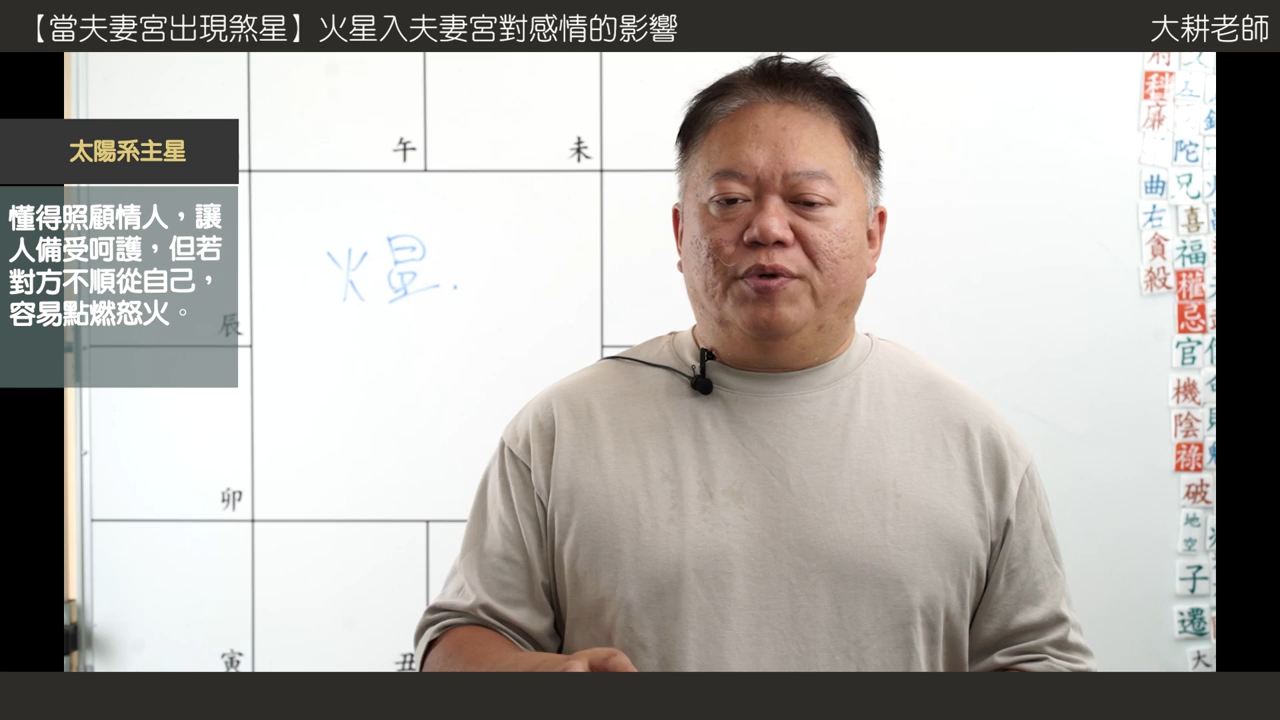 【當夫妻宮出現煞星】火星入夫妻宮對感情的影響
大耕老師
太陽系主星
懂得照顧情人，讓
人備受呵護，但若
對方不順從自己，
容易點燃怒火。
午
未
辰
卯
寅
丑
火星.
科
廉
陀
曲
兄
右
喜
貪
福
殺
權
忌
官
機
陰
祿
破
地空
子
遷
大